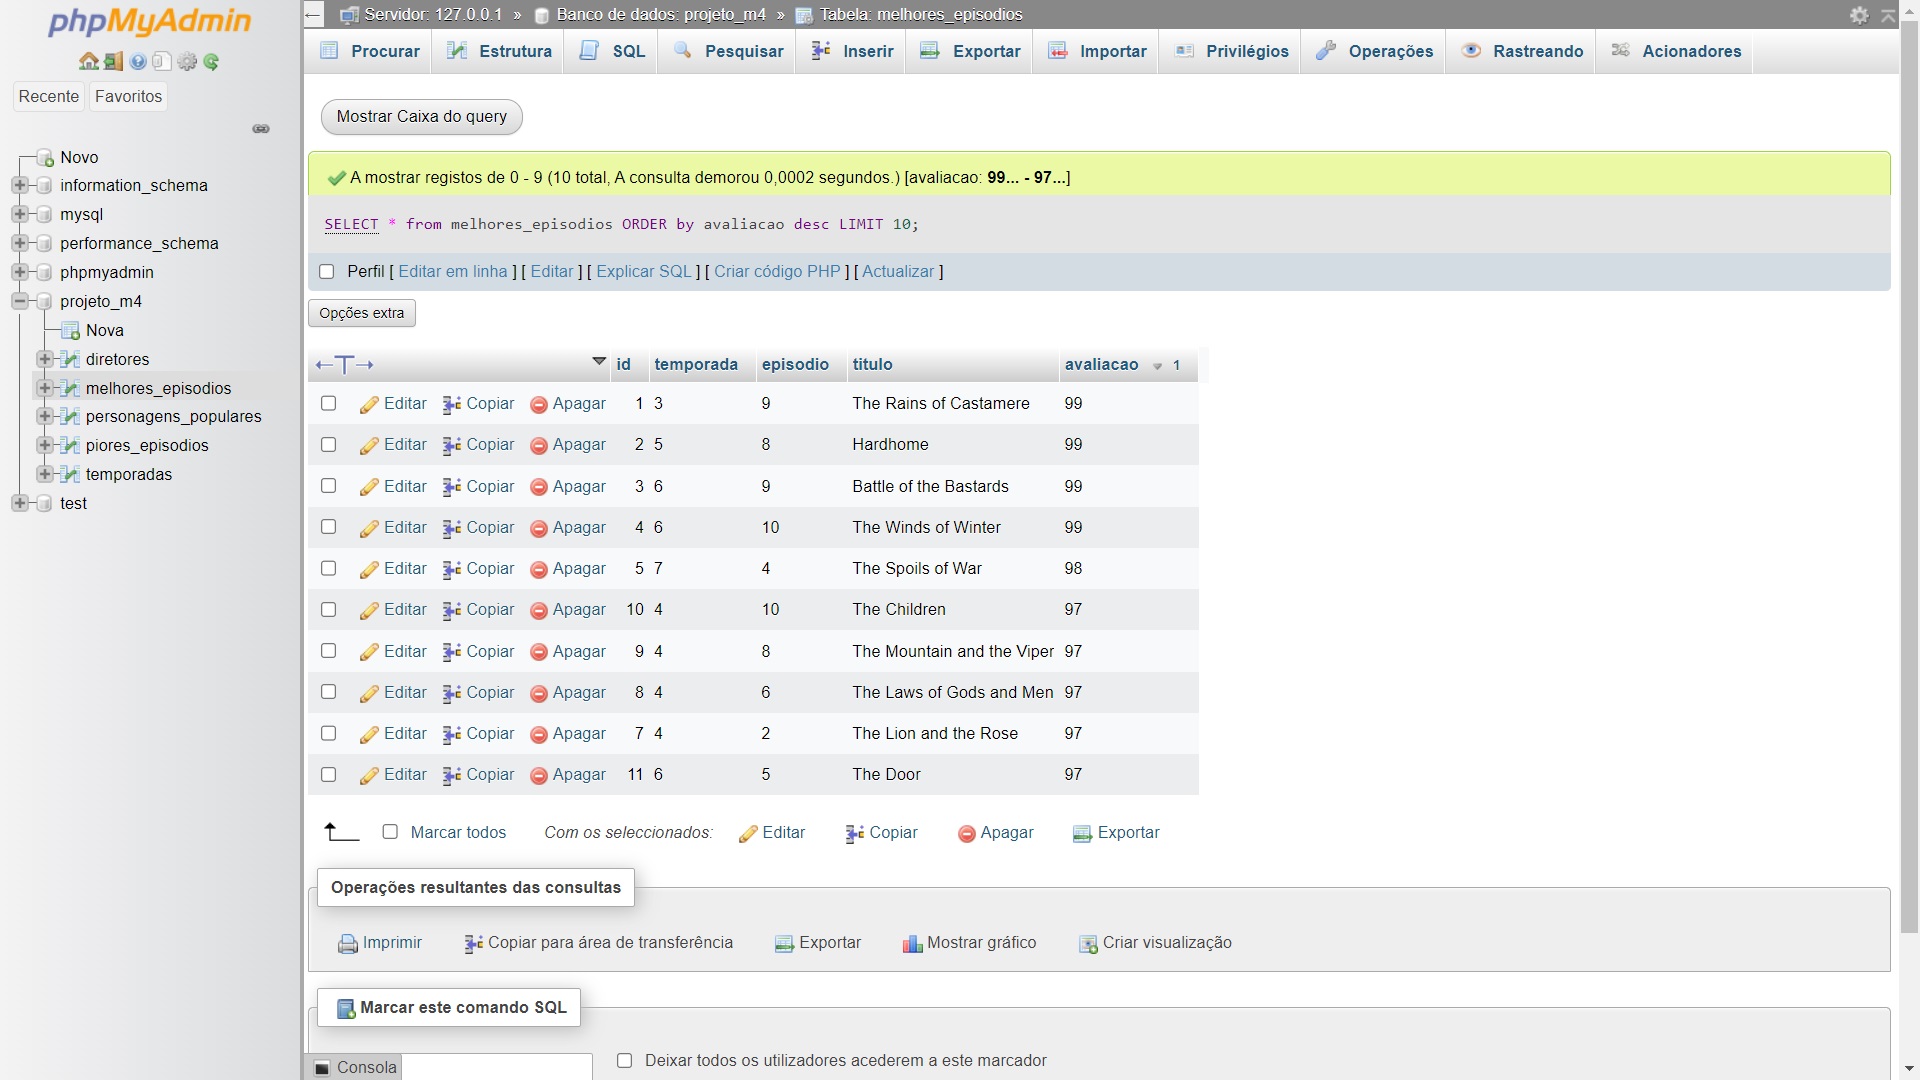 phpMyAdmin
Recente Favoritos
Novo
information_schema
mysql
performance_schema
phpmyadmin
projeto_m4
Nova
diretores
melhores_episodios
personagens_populares
piores_episodios
temporadas
test
Servidor: 127.0.0.1 » Banco de dados: projeto_m4 » Tabela: melhores_episodios
Procurar Estrutura SQL Pesquisar Inserir Exportar Importar Privilégios Operações Rastreando Acionadores
Mostrar Caixa do query
A mostrar registos de 0 - 9 (10 total, A consulta demorou 0,0002 segundos.) [avaliacao: 99... - 97...]
SELECT * from melhores_episodios ORDER by avaliacao desc LIMIT 10;
Perfil [ Editar em linha ] [ Editar ] [ Explicar SQL ] [ Criar código PHP ] [ Actualizar ]
Opções extra
←T→ id temporada episodio titulo avaliacao 1
Editar Copiar Apagar 1 3 9 The Rains of Castamere 99
Editar Copiar Apagar 2 5 8 Hardhome 99
Editar Copiar Apagar 3 6 9 Battle of the Bastards 99
Editar Copiar Apagar 4 6 10 The Winds of Winter 99
Editar Copiar Apagar 5 7 4 The Spoils of War 98
Editar Copiar Apagar 10 4 10 The Children 97
Editar Copiar Apagar 9 4 8 The Mountain and the Viper 97
Editar Copiar Apagar 8 4 6 The Laws of Gods and Men 97
Editar Copiar Apagar 7 4 2 The Lion and the Rose 97
Editar Copiar Apagar 11 6 5 The Door 97
Marcar todos Com os seleccionados: Editar Copiar Apagar Exportar
Operações resultantes das consultas
Imprimir Copiar para área de transferência Exportar Mostrar gráfico Criar visualização
Marcar este comando SQL
Deixar todos os utilizadores acederem a este marcador
Consola